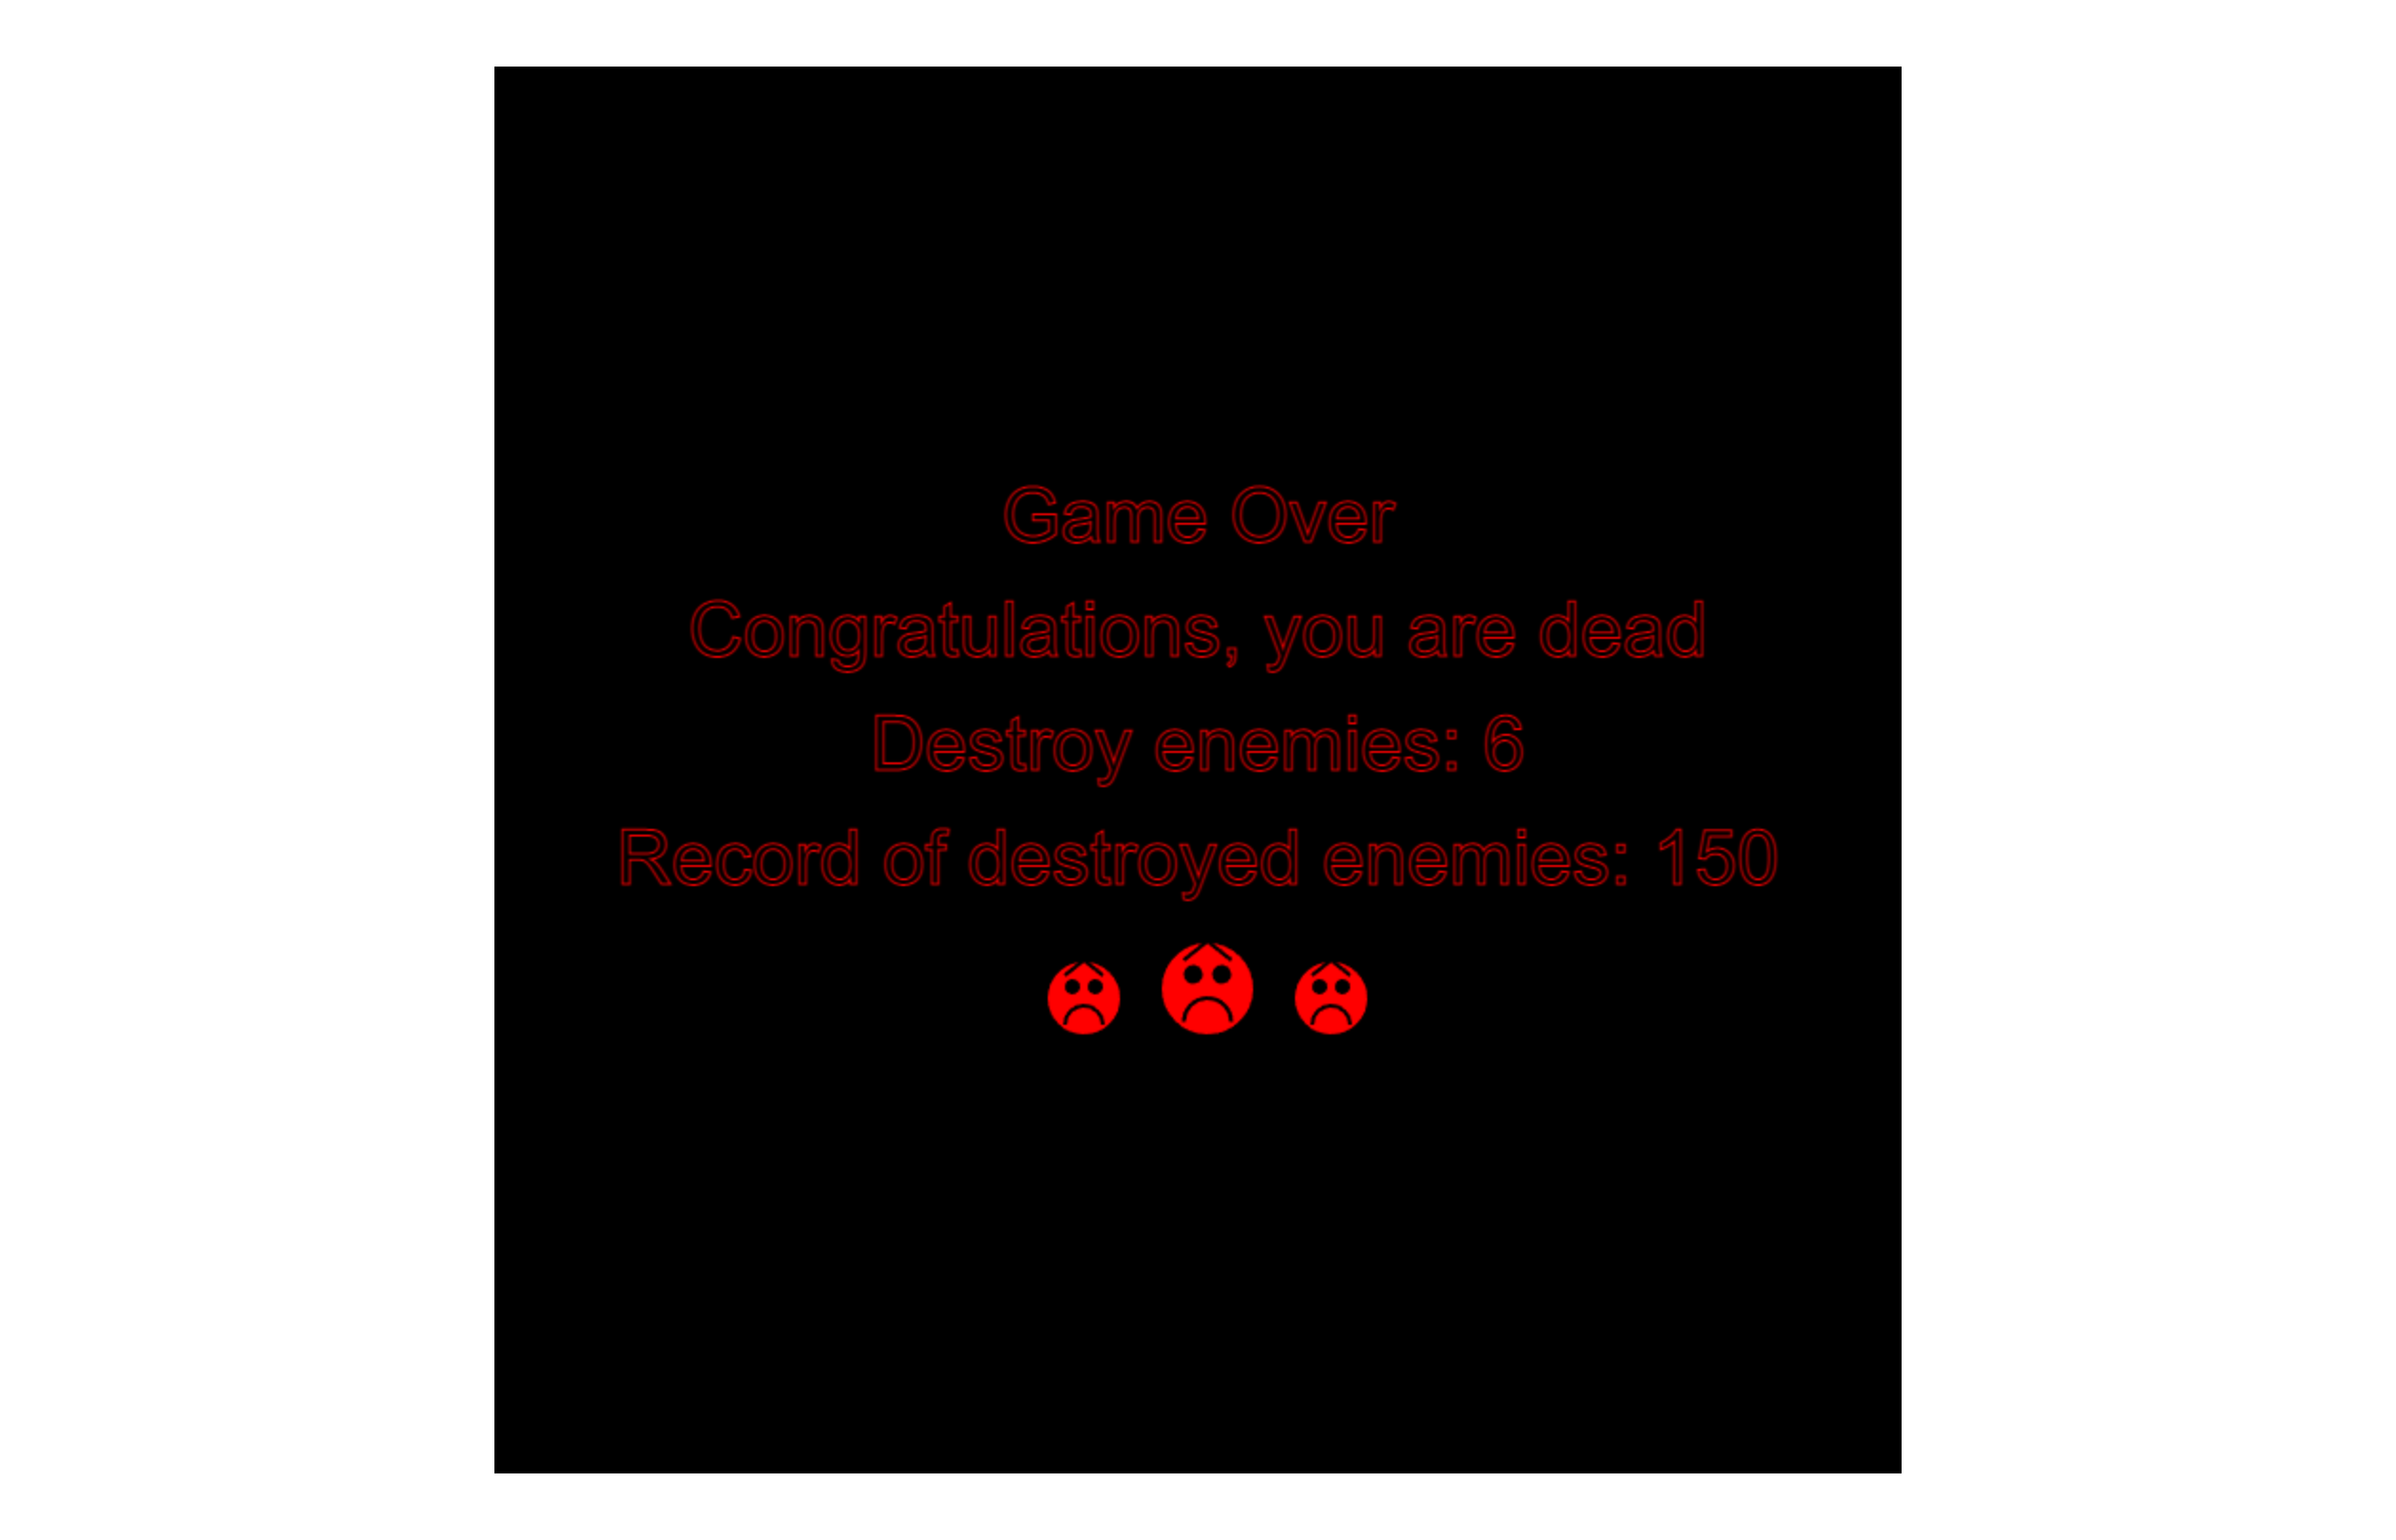 Game Over
Congratulations, you are dead
Destroy enemies: 6
Record of destroyed enemies: 150